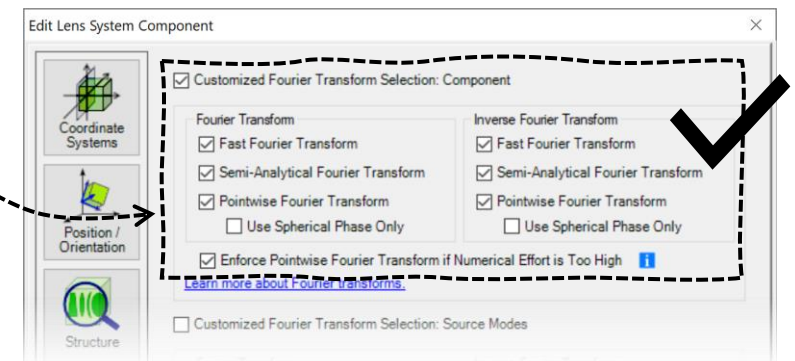 Edit Lens System Component
Coordinate
Systems
Position /
Orientation
Structure
Customized Fourier Transform Selection: Component
Fourier Transform
Fast Fourier Transform
Semi-Analytical Fourier Transform
Pointwise Fourier Transform
Use Spherical Phase Only
Inverse Fourier Transform
Fast Fourier Transform
Semi-Analytical Fourier Transform
Pointwise Fourier Transform
Use Spherical Phase Only
Enforce Pointwise Fourier Transform if Numerical Effort is Too High
Learn more about Fourier transforms.
Customized Fourier Transform Selection: Source Modes